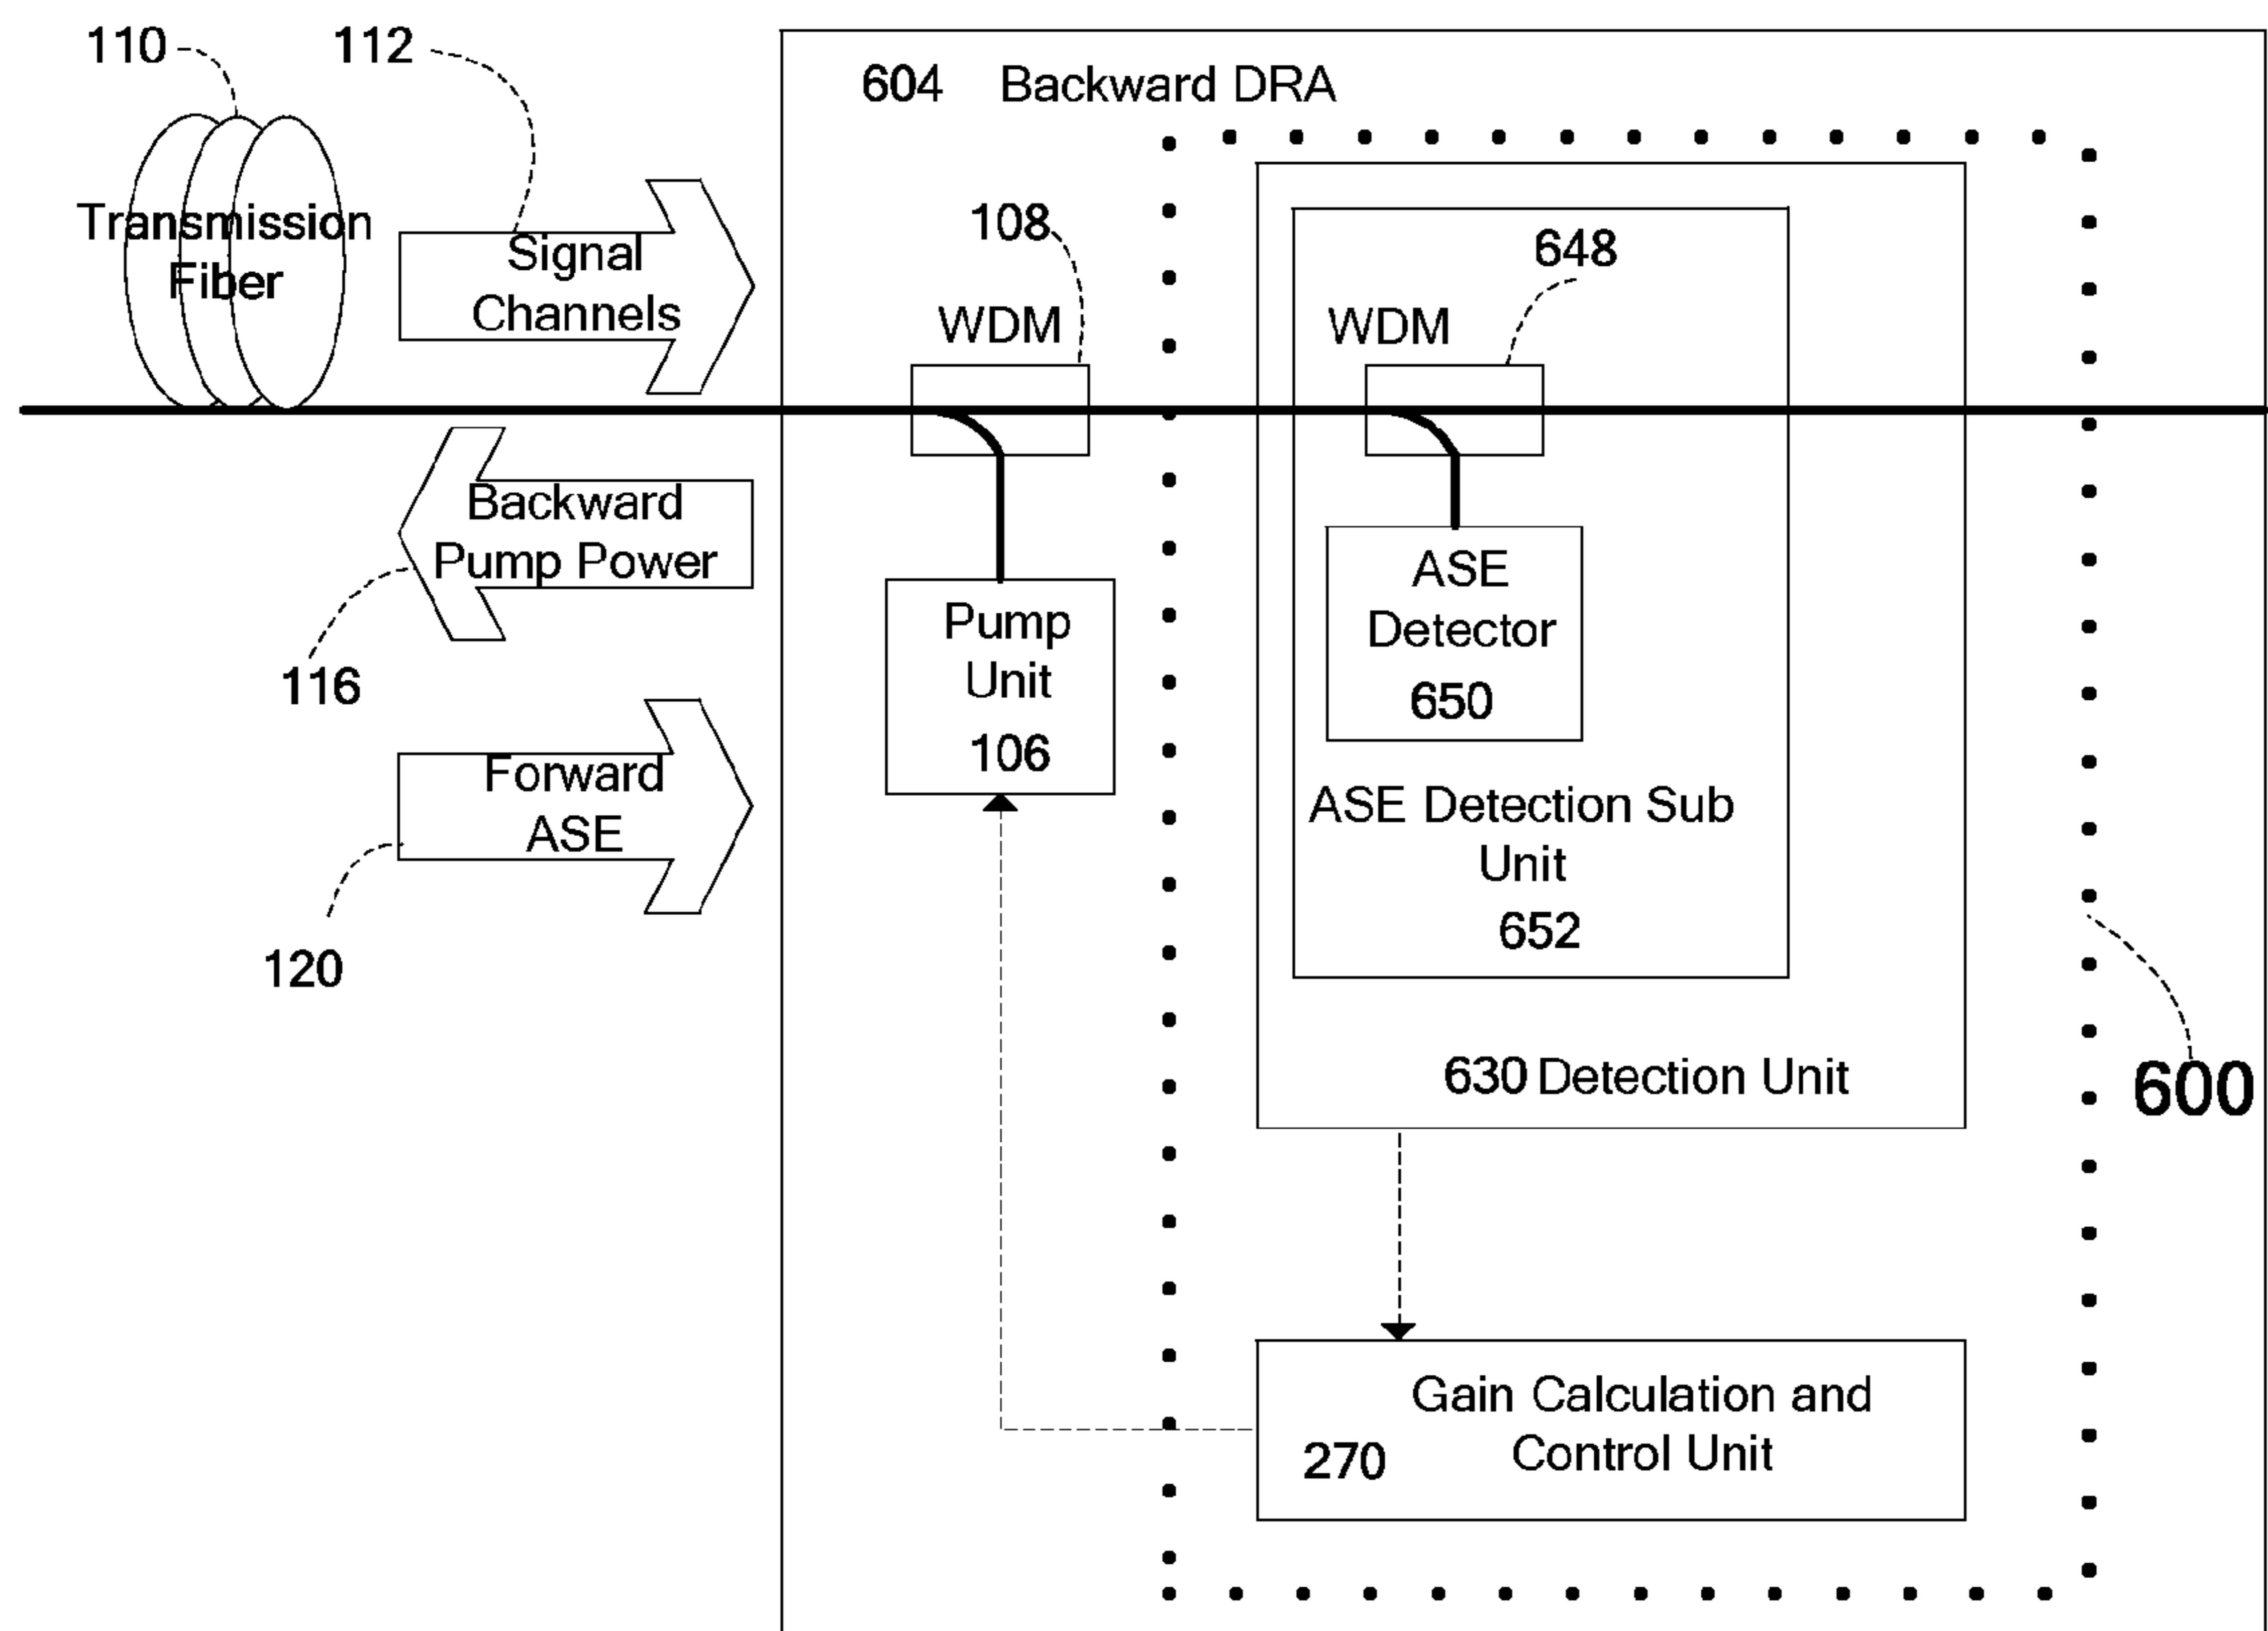 110
112
604 Backward DRA
Transmission
Fiber
Signal
Channels
108
WDM
648
WDM
Backward
Pump Power
116
Pump
Unit
106
ASE
Detector
650
Forward
ASE
120
ASE Detection Sub
Unit
652
630 Detection Unit
600
Gain Calculation and
Control Unit
270